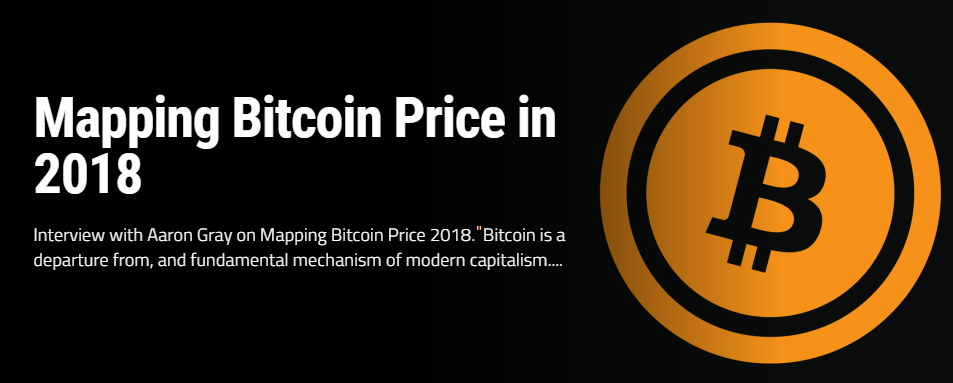 Mapping Bitcoin Price in
2018
Interview with Aaron Gray on Mapping Bitcoin Price 2018."Bitcoin is a
departure from, and fundamental mechanism of modern capitalism....